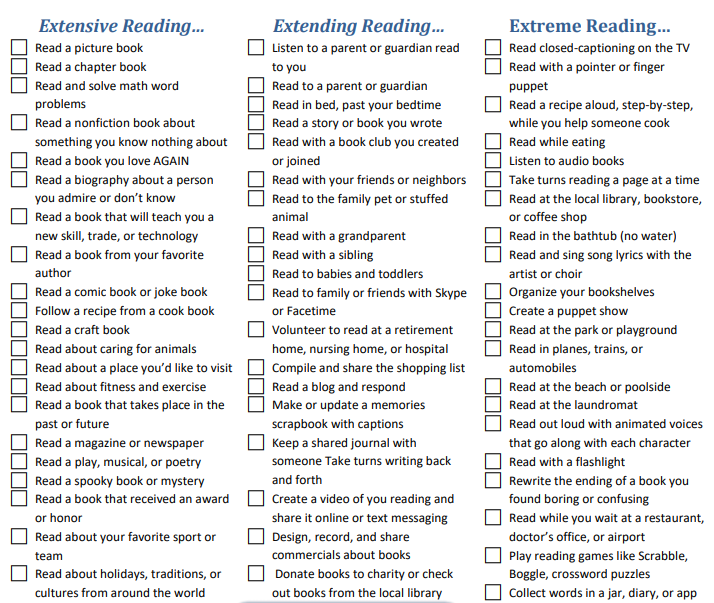 Extensive Reading…
Read a picture book
Read a chapter book
Read and solve math word
problems
Read a nonfiction book about
something you know nothing about
Read a book you love AGAIN
Read a biography about a person
you admire or don’t know
Read a book that will teach you a
new skill, trade, or technology
Read a book from your favorite
author
Read a comic book or joke book
Follow a recipe from a cook book
Read a craft book
Read about caring for animals
Read about a place you’d like to visit
Read about fitness and exercise
Read a book that takes place in the
past or future
Read a magazine or newspaper
Read a play, musical, or poetry
Read a spooky book or mystery
Read a book that received an award
or honor
Read about your favorite sport or
team
Read about holidays, traditions, or
cultures from around the world
Extending Reading…
Listen to a parent or guardian read
to you
Read to a parent or guardian
Read in bed, past your bedtime
Read a story or book you wrote
Read with a book club you created
or joined
Read with your friends or neighbors
Read to the family pet or stuffed
animal
Read with a grandparent
Read with a sibling
Read to babies and toddlers
Read to family or friends with Skype
or Facetime
Volunteer to read at a retirement
home, nursing home, or hospital
Compile and share the shopping list
Read a blog and respond
Make or update a memories
scrapbook with captions
Keep a shared journal with
someone Take turns writing back
and forth
Create a video of you reading and
share it online or text messaging
Design, record, and share
commercials about books
Donate books to charity or check
out books from the local library
Extreme Reading…
Read closed-captioning on the TV
Read with a pointer or finger
puppet
Read a recipe aloud, step-by-step,
while you help someone cook
Read while eating
Listen to audio books
Take turns reading a page at a time
Read at the local library, bookstore,
or coffee shop
Read in the bathtub (no water)
Read and sing song lyrics with the
artist or choir
Organize your bookshelves
Create a puppet show
Read at the park or playground
Read in planes, trains, or
automobiles
Read at the beach or poolside
Read at the laundromat
Read out loud with animated voices
that go along with each character
Read with a flashlight
Rewrite the ending of a book you
found boring or confusing
Read while you wait at a restaurant,
doctor’s office, or airport
Play reading games like Scrabble,
Boggle, crossword puzzles
Collect words in a jar, diary, or app